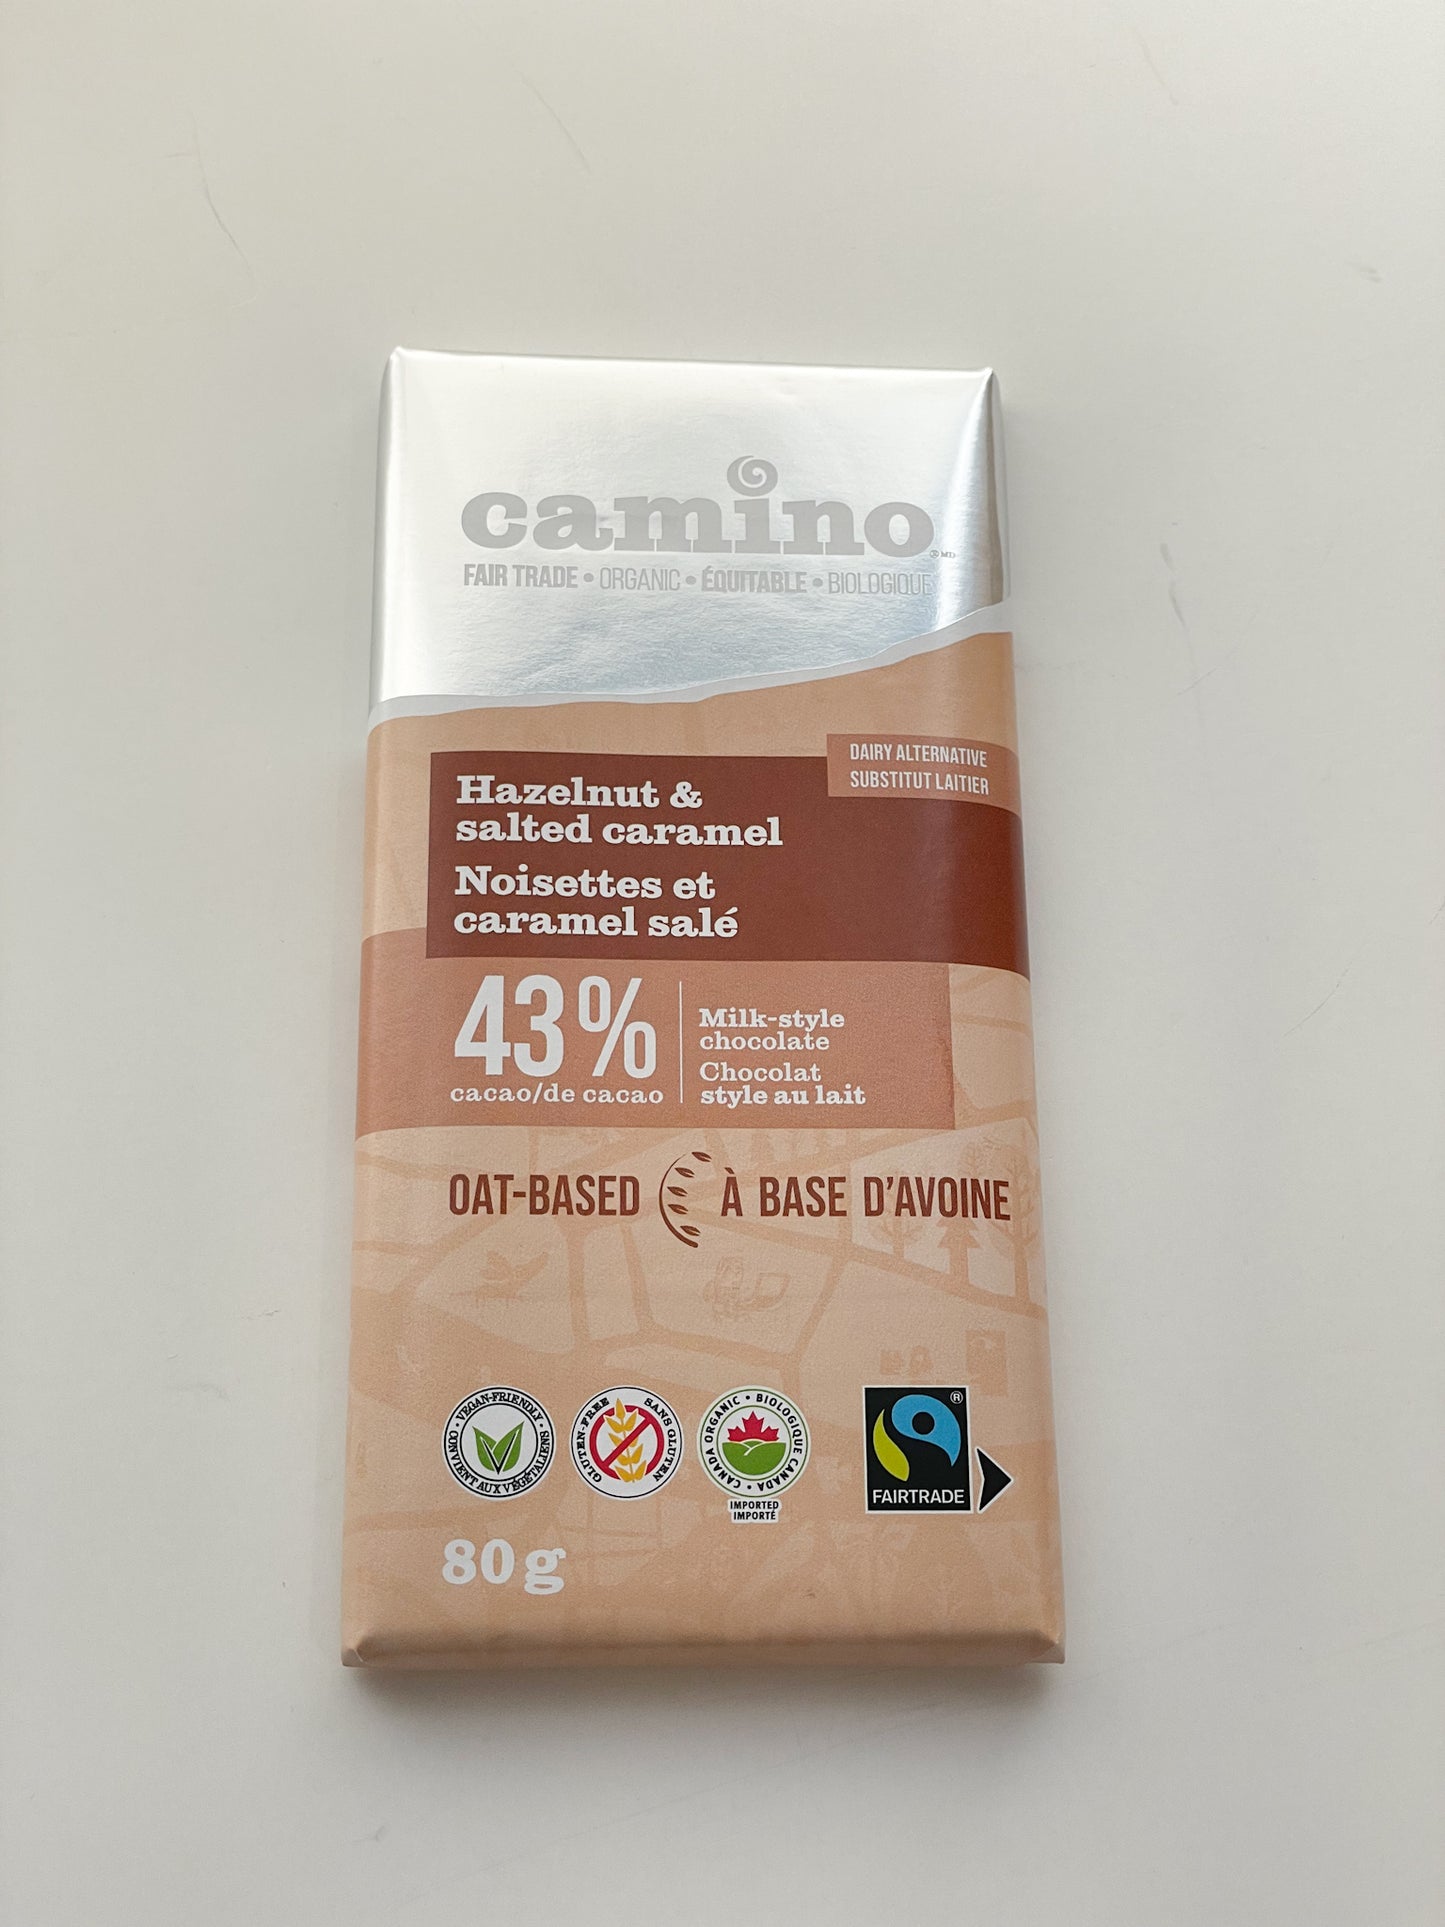 camino
® MD
FAIR TRADE • ORGANIC • ÉQUITABLE • BIOLOGIQUE
DAIRY ALTERNATIVE
SUBSTITUT LAITIER
Hazelnut &
salted caramel
Noisettes et
caramel salé
43%
cacao/de cacao
Milk-style
chocolate
Chocolat
style au lait
OAT-BASED
À BASE D'AVOINE
• VEGAN-FRIENDLY •
CONVIENT AUX VÉGÉTALIENS
GLUTEN-FREE
SANS GLUTEN
CANADA ORGANIC • BIOLOGIQUE CANADA •
IMPORTED
IMPORTÉ
®
FAIRTRADE
80 g